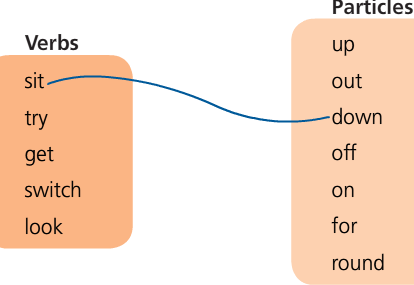 Verbs
sit
try
get
switch
look
Particles
up
out
down
off
on
for
round